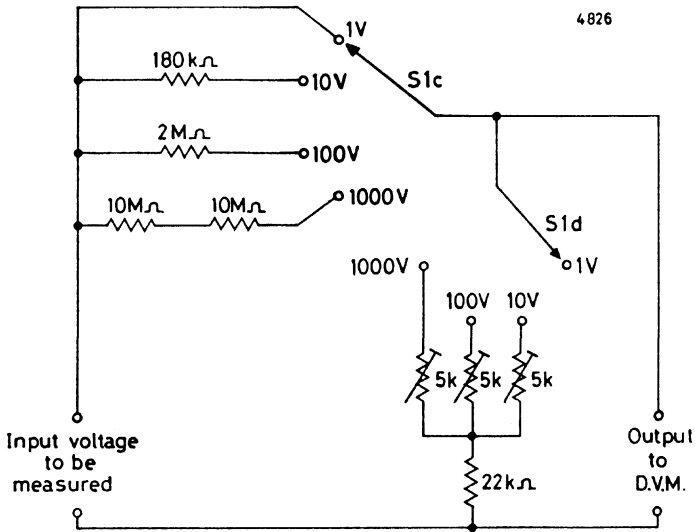 4826
1V
S1c
180kΩ
10V
2MΩ
100V
10MΩ
10MΩ
1000V
S1d
1V
1000V
100V
10V
5k
5k
5k
22kΩ
Input voltage
to be
measured
Output
to
D.V.M.